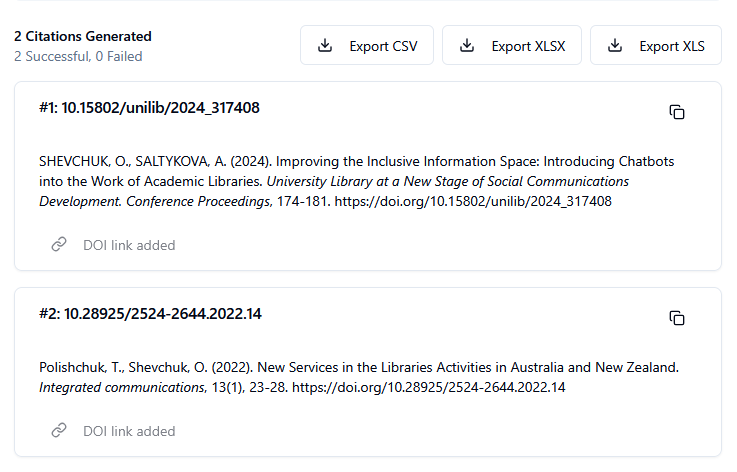 2 Citations Generated
2 Successful, 0 Failed
Export CSV
Export XLSX
Export XLS
#1: 10.15802/unilib/2024_317408
SHEVCHUK, O., SALTYKOVA, A. (2024). Improving the Inclusive Information Space: Introducing Chatbots
into the Work of Academic Libraries. University Library at a New Stage of Social Communications
Development. Conference Proceedings, 174-181. https://doi.org/10.15802/unilib/2024_317408
DOI link added
#2: 10.28925/2524-2644.2022.14
Polishchuk, T., Shevchuk, O. (2022). New Services in the Libraries Activities in Australia and New Zealand.
Integrated communications, 13(1), 23-28. https://doi.org/10.28925/2524-2644.2022.14
DOI link added